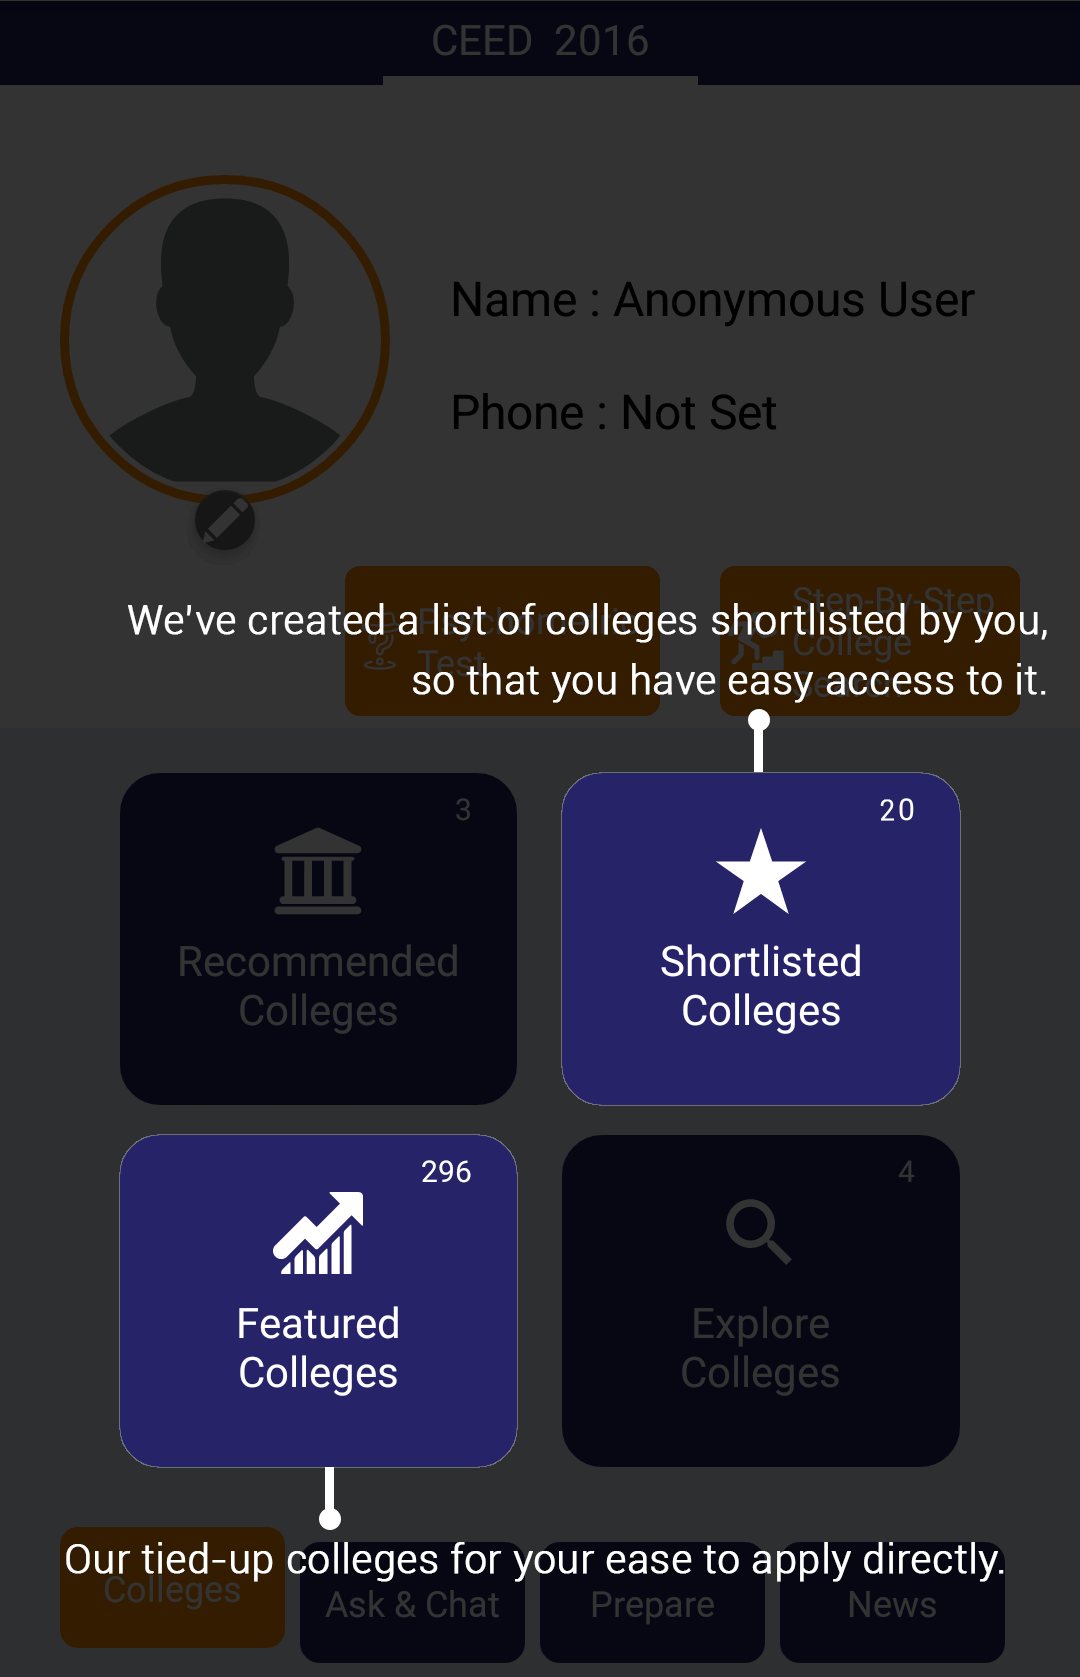 CEED 2016
Name : Anonymous User
Phone : Not Set
We've created a list of colleges shortlisted by you,
so that you have easy access to it.
Step-By-Step
College
Test
3
Recommended
Colleges
20
Shortlisted
Colleges
296
Featured
Colleges
4
Explore
Colleges
Our tied-up colleges for your ease to apply directly.
Colleges
Ask & Chat
Prepare
News